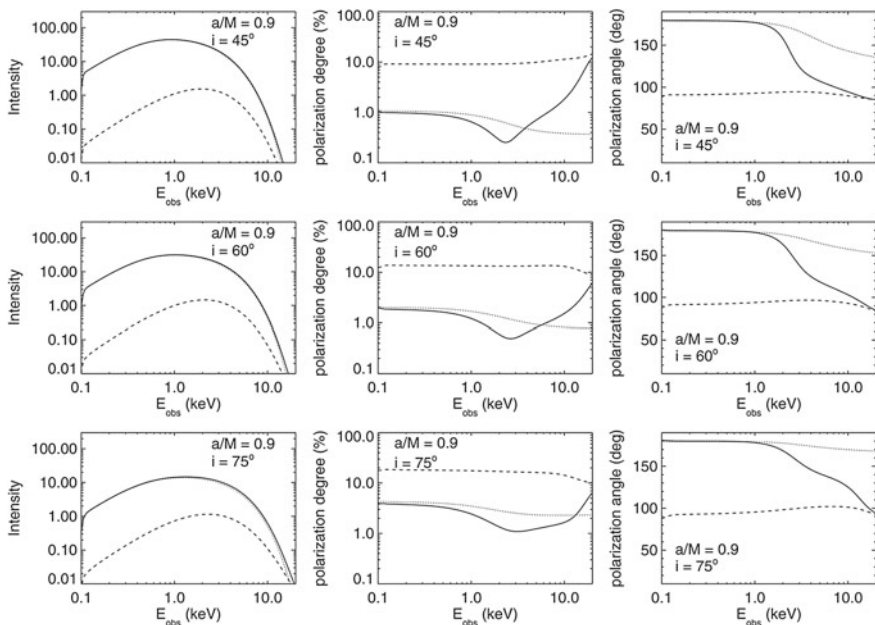 100.00
10.00
1.00
0.10
0.01
Intensity
a/M = 0.9
i = 45°
0.1 1.0 10.0
E_obs (keV)
100.0
10.0
1.0
0.1
polarization degree (%)
a/M = 0.9
i = 45°
0.1 1.0 10.0
E_obs (keV)
150
100
50
polarization angle (deg)
a/M = 0.9
i = 45°
0.1 1.0 10.0
E_obs (keV)
100.00
10.00
1.00
0.10
0.01
Intensity
a/M = 0.9
i = 60°
0.1 1.0 10.0
E_obs (keV)
100.0
10.0
1.0
0.1
polarization degree (%)
a/M = 0.9
i = 60°
0.1 1.0 10.0
E_obs (keV)
150
100
50
polarization angle (deg)
a/M = 0.9
i = 60°
0.1 1.0 10.0
E_obs (keV)
100.00
10.00
1.00
0.10
0.01
Intensity
a/M = 0.9
i = 75°
0.1 1.0 10.0
E_obs (keV)
100.0
10.0
1.0
0.1
polarization degree (%)
a/M = 0.9
i = 75°
0.1 1.0 10.0
E_obs (keV)
150
100
50
polarization angle (deg)
a/M = 0.9
i = 75°
0.1 1.0 10.0
E_obs (keV)